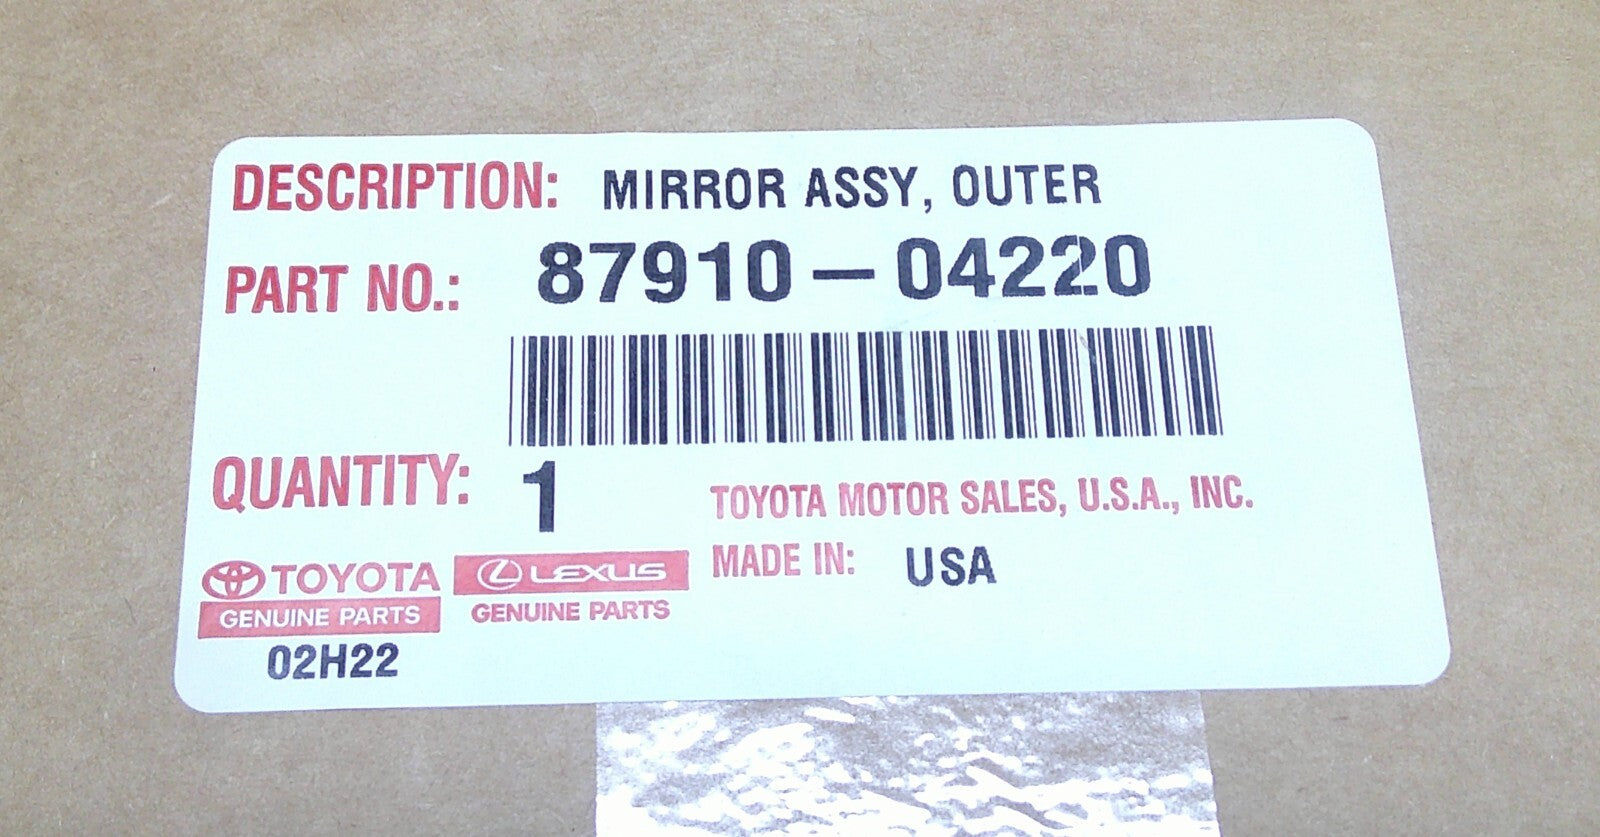 DESCRIPTION: MIRROR ASSY, OUTER
PART NO.: 87910-04220
QUANTITY: 1
TOYOTA MOTOR SALES, U.S.A., INC.
MADE IN: USA
TOYOTA
GENUINE PARTS
LEXUS
GENUINE PARTS
02H22